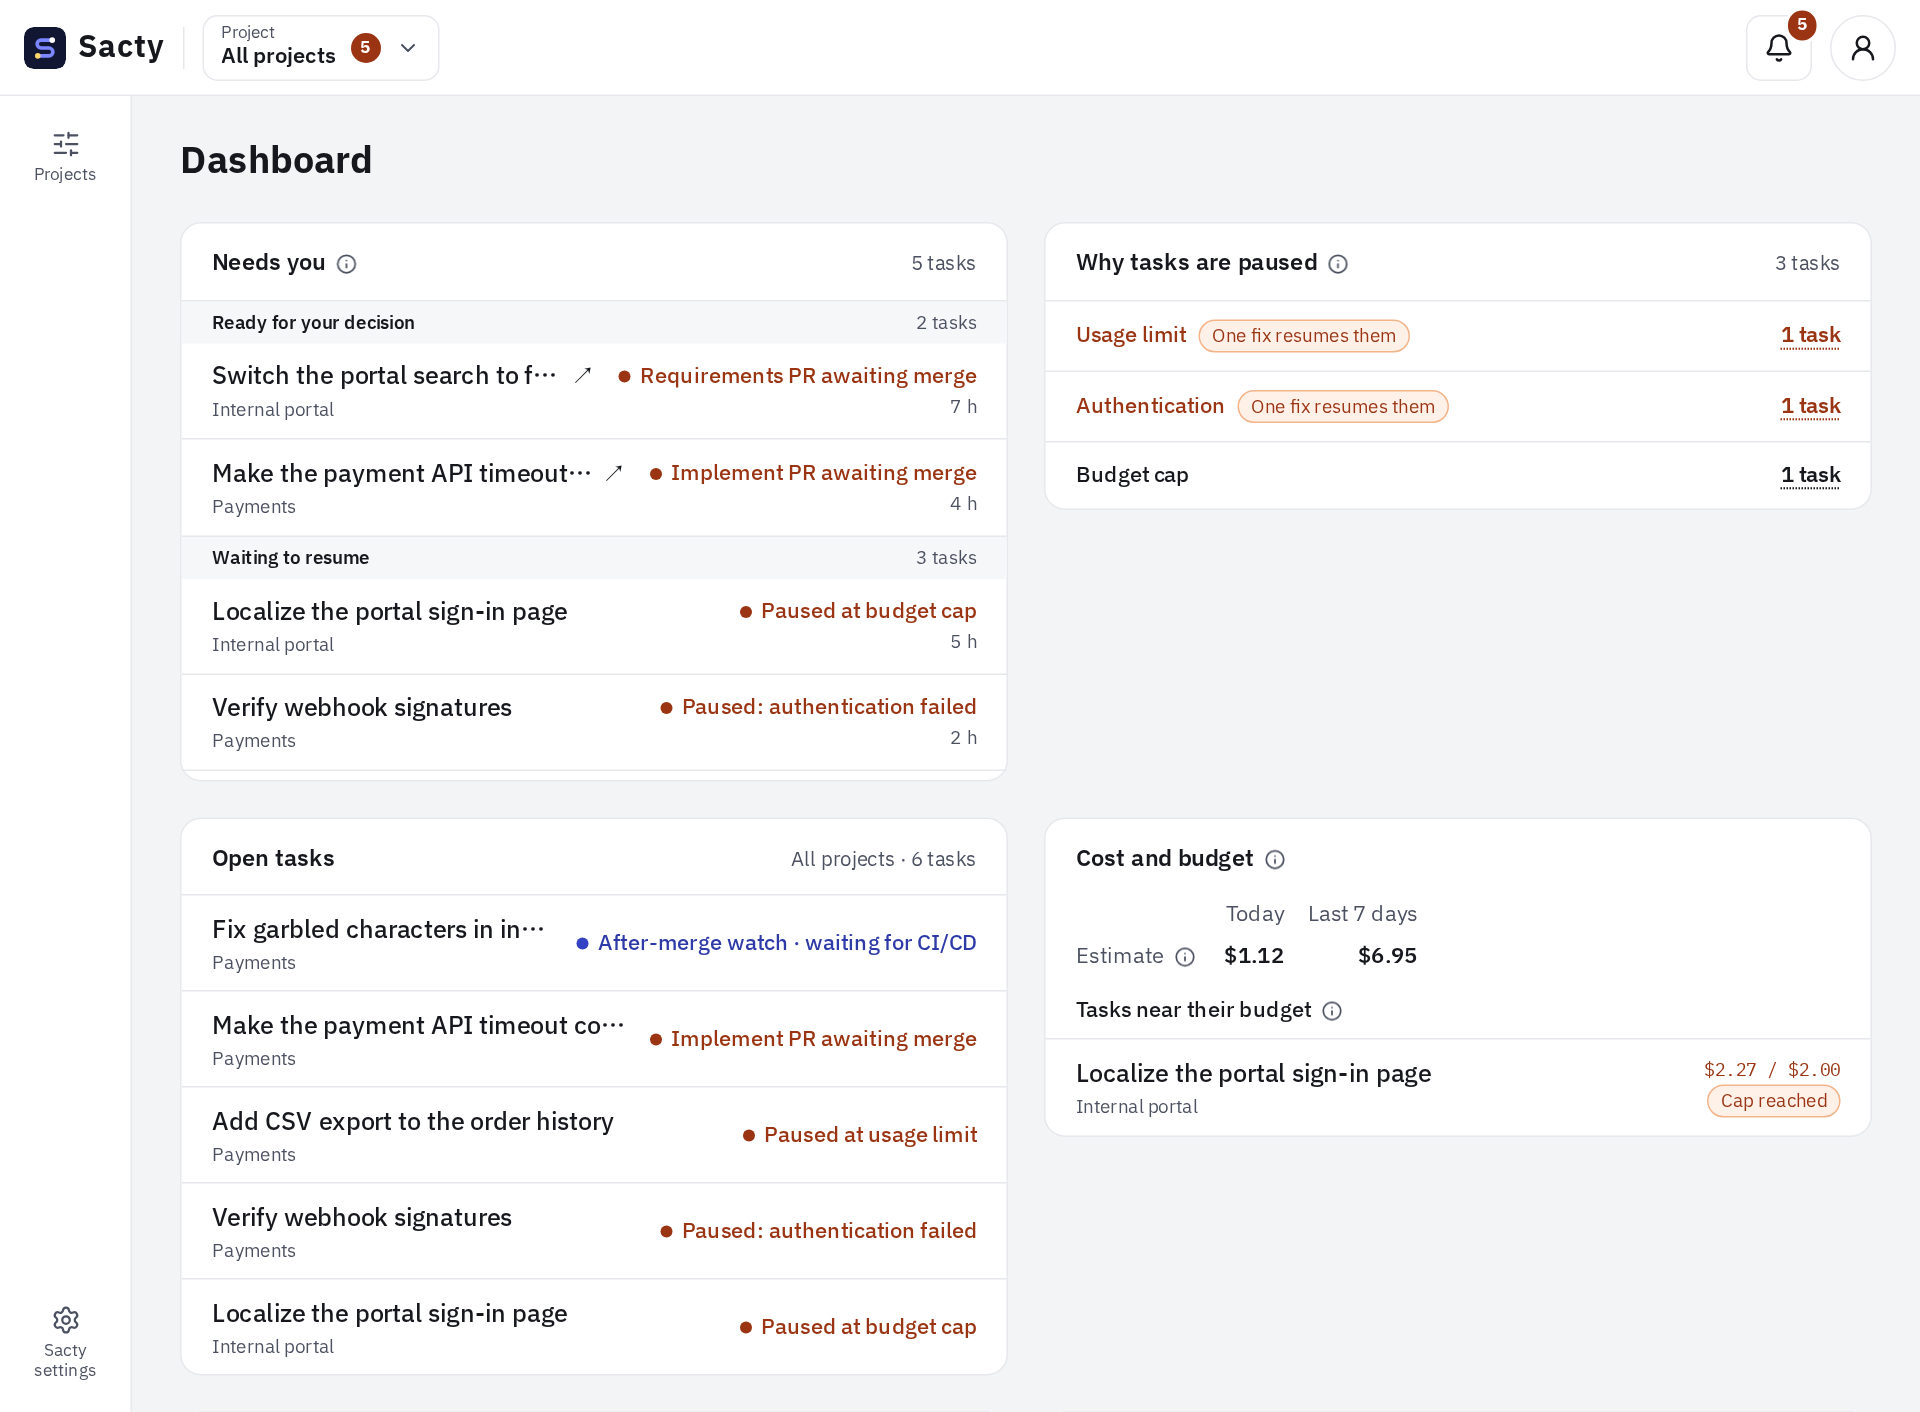 Sacty
Project
All projects
5
5
Projects
Dashboard
Needs you
5 tasks
Ready for your decision
2 tasks
Switch the portal search to f…
Requirements PR awaiting merge
Internal portal
7 h
Make the payment API timeout…
Implement PR awaiting merge
Payments
4 h
Waiting to resume
3 tasks
Localize the portal sign-in page
Paused at budget cap
Internal portal
5 h
Verify webhook signatures
Paused: authentication failed
Payments
2 h
Why tasks are paused
3 tasks
Usage limit
One fix resumes them
1 task
Authentication
One fix resumes them
1 task
Budget cap
1 task
Open tasks
All projects · 6 tasks
Fix garbled characters in in…
After-merge watch · waiting for CI/CD
Payments
Make the payment API timeout co…
Implement PR awaiting merge
Payments
Add CSV export to the order history
Paused at usage limit
Payments
Verify webhook signatures
Paused: authentication failed
Payments
Localize the portal sign-in page
Paused at budget cap
Internal portal
Cost and budget
Today
Last 7 days
Estimate
$1.12
$6.95
Tasks near their budget
Localize the portal sign-in page
$2.27 / $2.00
Internal portal
Cap reached
Sacty
settings